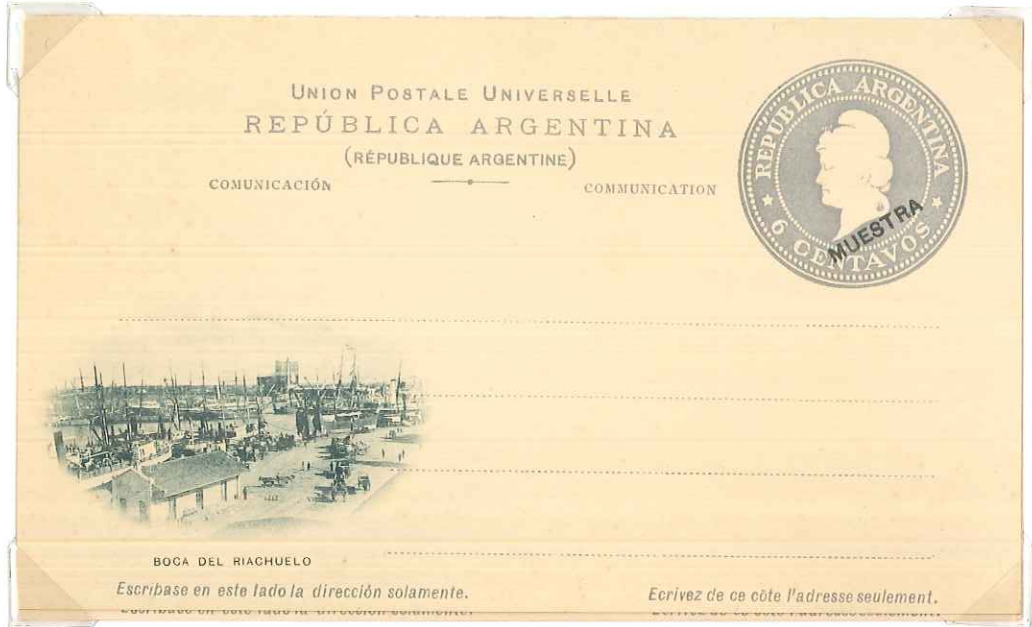 UNION POSTALE UNIVERSELLE
REPÚBLICA ARGENTINA
(RÉPUBLIQUE ARGENTINE)
COMUNICACIÓN
COMMUNICATION
REPUBLICA ARGENTINA
6 CENTAVOS
MUESTRA
BOCA DEL RIACHUELO
Escríbase en este lado la dirección solamente.
Ecrivez de ce côte l'adresse seulement.